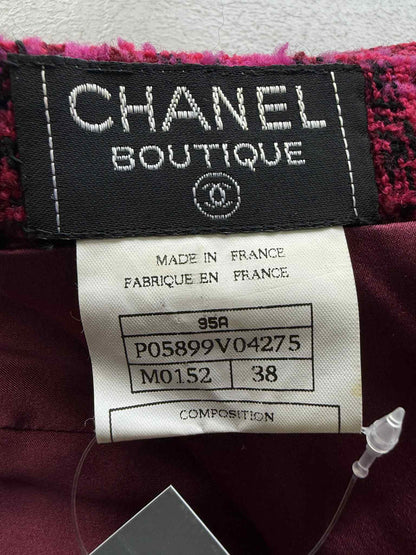 CHANEL
BOUTIQUE
MADE IN FRANCE
FABRIQUE EN FRANCE
95A
P05899V04275
M0152 38
COMPOSITION